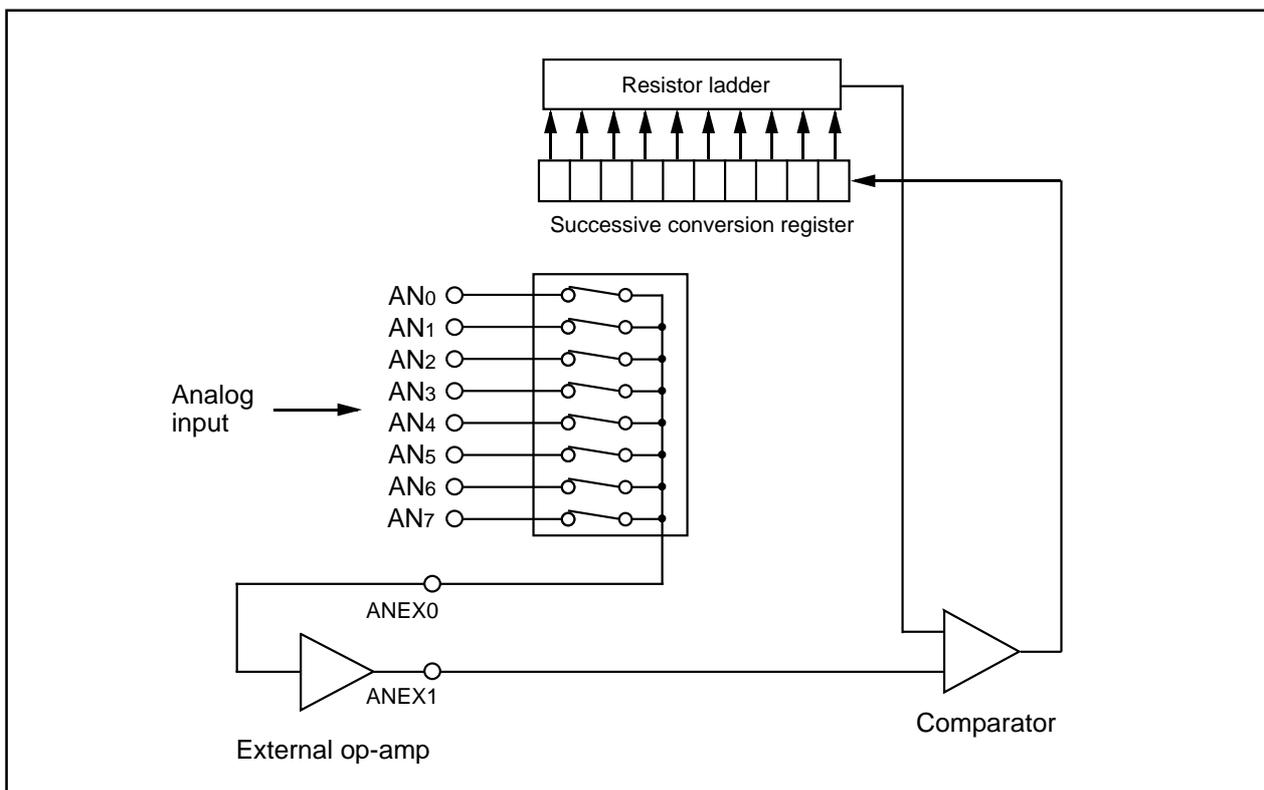 Resistor ladder
Successive conversion register
AN0
AN1
AN2
AN3
AN4
AN5
AN6
AN7
Analog
input
ANEX0
ANEX1
Comparator
External op-amp